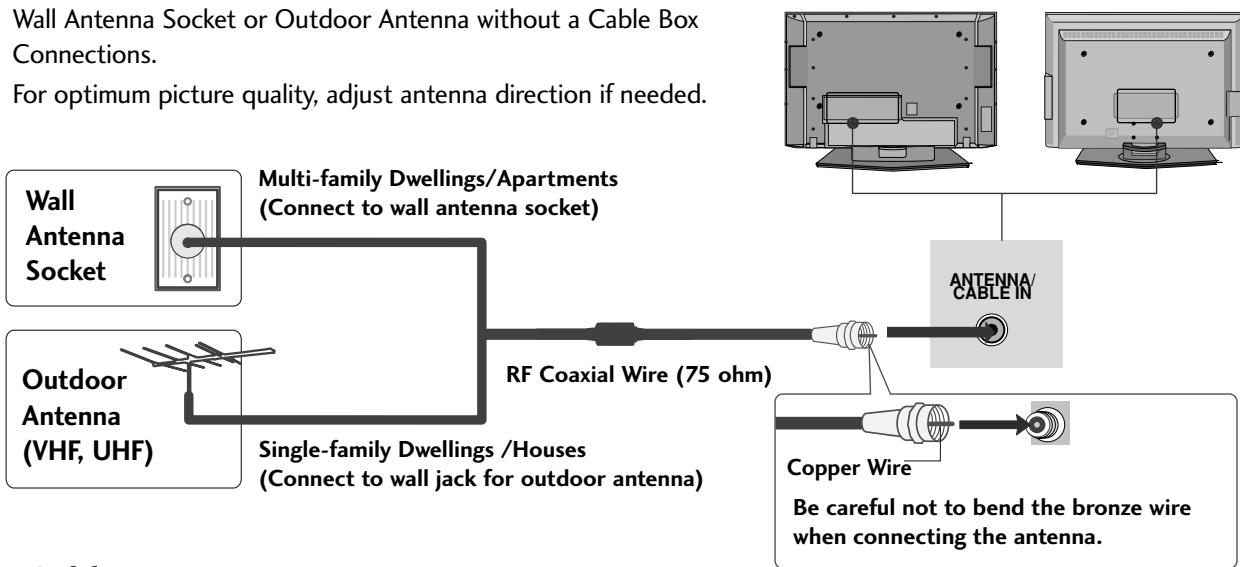 Wall Antenna Socket or Outdoor Antenna without a Cable Box
Connections.
For optimum picture quality, adjust antenna direction if needed.
Wall
Antenna
Socket
Multi-family Dwellings/Apartments
(Connect to wall antenna socket)
ANTENNA/
CABLE IN
Outdoor
Antenna
(VHF, UHF)
RF Coaxial Wire (75 ohm)
Single-family Dwellings /Houses
(Connect to wall jack for outdoor antenna)
Copper Wire
Be careful not to bend the bronze wire
when connecting the antenna.